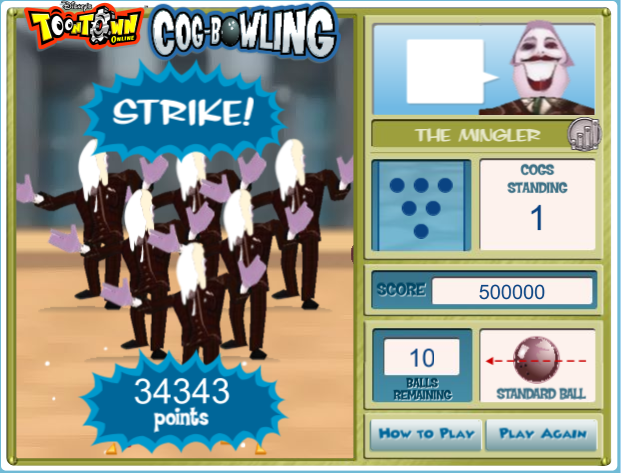 Disney's
TOONTOWN
ONLINE
COG-BOWLING
STRIKE!
34343
points
THE MINGLER
COGS
STANDING
1
SCORE 500000
10
BALLS
REMAINING
STANDARD BALL
HOW TO PLAY
PLAY AGAIN